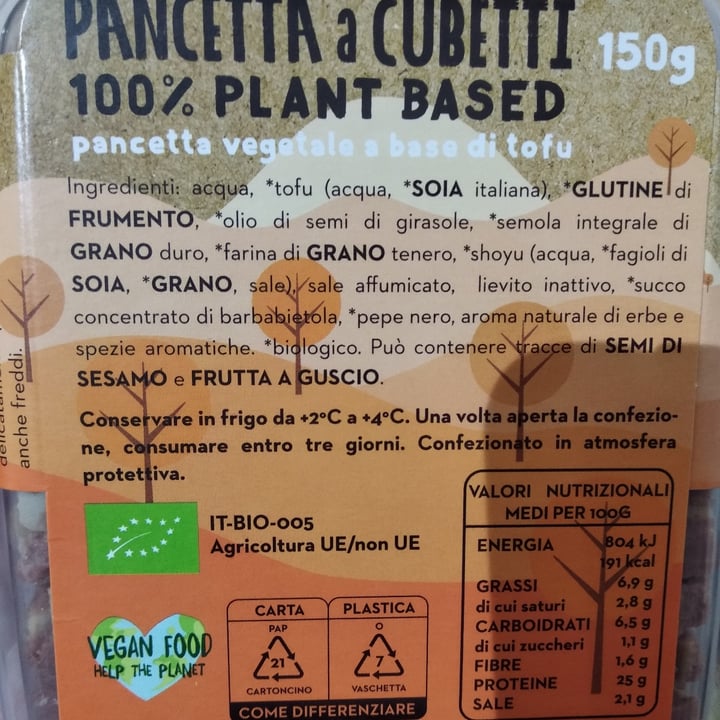 PANCETTA a CUBETTI
150g
100% PLANT BASED
pancetta vegetale a base di tofu
Ingredienti: acqua, *tofu (acqua, *SOIA italiana), *GLUTINE di
FRUMENTO, *olio di semi di girasole, *semola integrale di
GRANO duro, *farina di GRANO tenero, *shoyu (acqua, *fagioli di
SOIA, *GRANO, sale), sale affumicato, lievito inattivo, *succo
concentrato di barbabietola, *pepe nero, aroma naturale di erbe e
spezie aromatiche. *biologico. Può contenere tracce di SEMI DI
SESAMO e FRUTTA A GUSCIO.
Conservare in frigo da +2°C a +4°C. Una volta aperta la confezio-
ne, consumare entro tre giorni. Confezionato in atmosfera
protettiva.
anche freddi.
IT-BIO-005
Agricoltura UE/non UE
VALORI NUTRIZIONALI
MEDI PER 100G
ENERGIA 804 kJ
191 kcal
GRASSI 6,9 g
di cui saturi 2,8 g
CARBOIDRATI 6,5 g
di cui zuccheri 1,1 g
FIBRE 1,6 g
PROTEINE 25 g
SALE 2,1 g
VEGAN FOOD
HELP THE PLANET
CARTA PLASTICA
PAP O
21 7
CARTONCINO VASCHETTA
COME DIFFERENZIARE